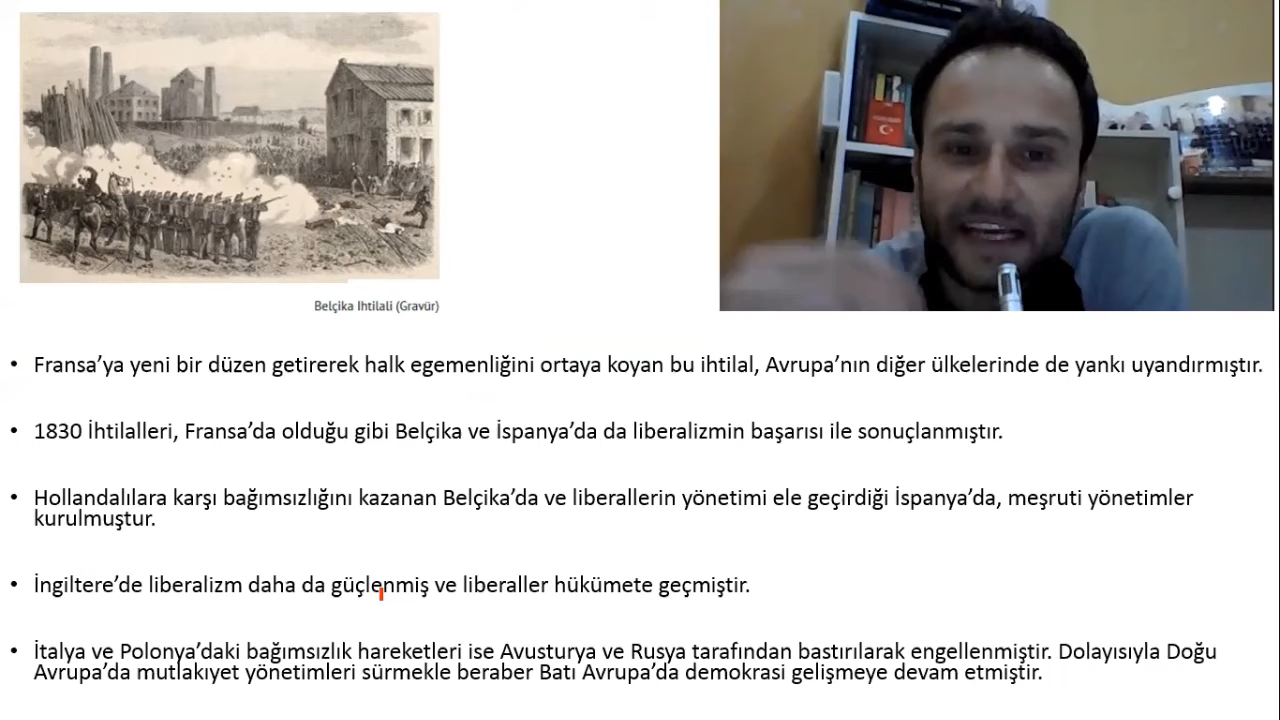 Belçika Ihtilali (Gravür)
• Fransa’ya yeni bir düzen getirerek halk egemenliğini ortaya koyan bu ihtilal, Avrupa’nın diğer ülkelerinde de yankı uyandırmıştır.
• 1830 İhtilalleri, Fransa’da olduğu gibi Belçika ve İspanya’da da liberalizmin başarısı ile sonuçlanmıştır.
• Hollandalılara karşı bağımsızlığını kazanan Belçika’da ve liberallerin yönetimi ele geçirdiği İspanya’da, meşruti yönetimler
kurulmuştur.
• İngiltere’de liberalizm daha da güçlenmiş ve liberaller hükümete geçmiştir.
• İtalya ve Polonya’daki bağımsızlık hareketleri ise Avusturya ve Rusya tarafından bastırılarak engellenmiştir. Dolayısıyla Doğu
Avrupa’da mutlakıyet yönetimleri sürmekle beraber Batı Avrupa’da demokrasi gelişmeye devam etmiştir.